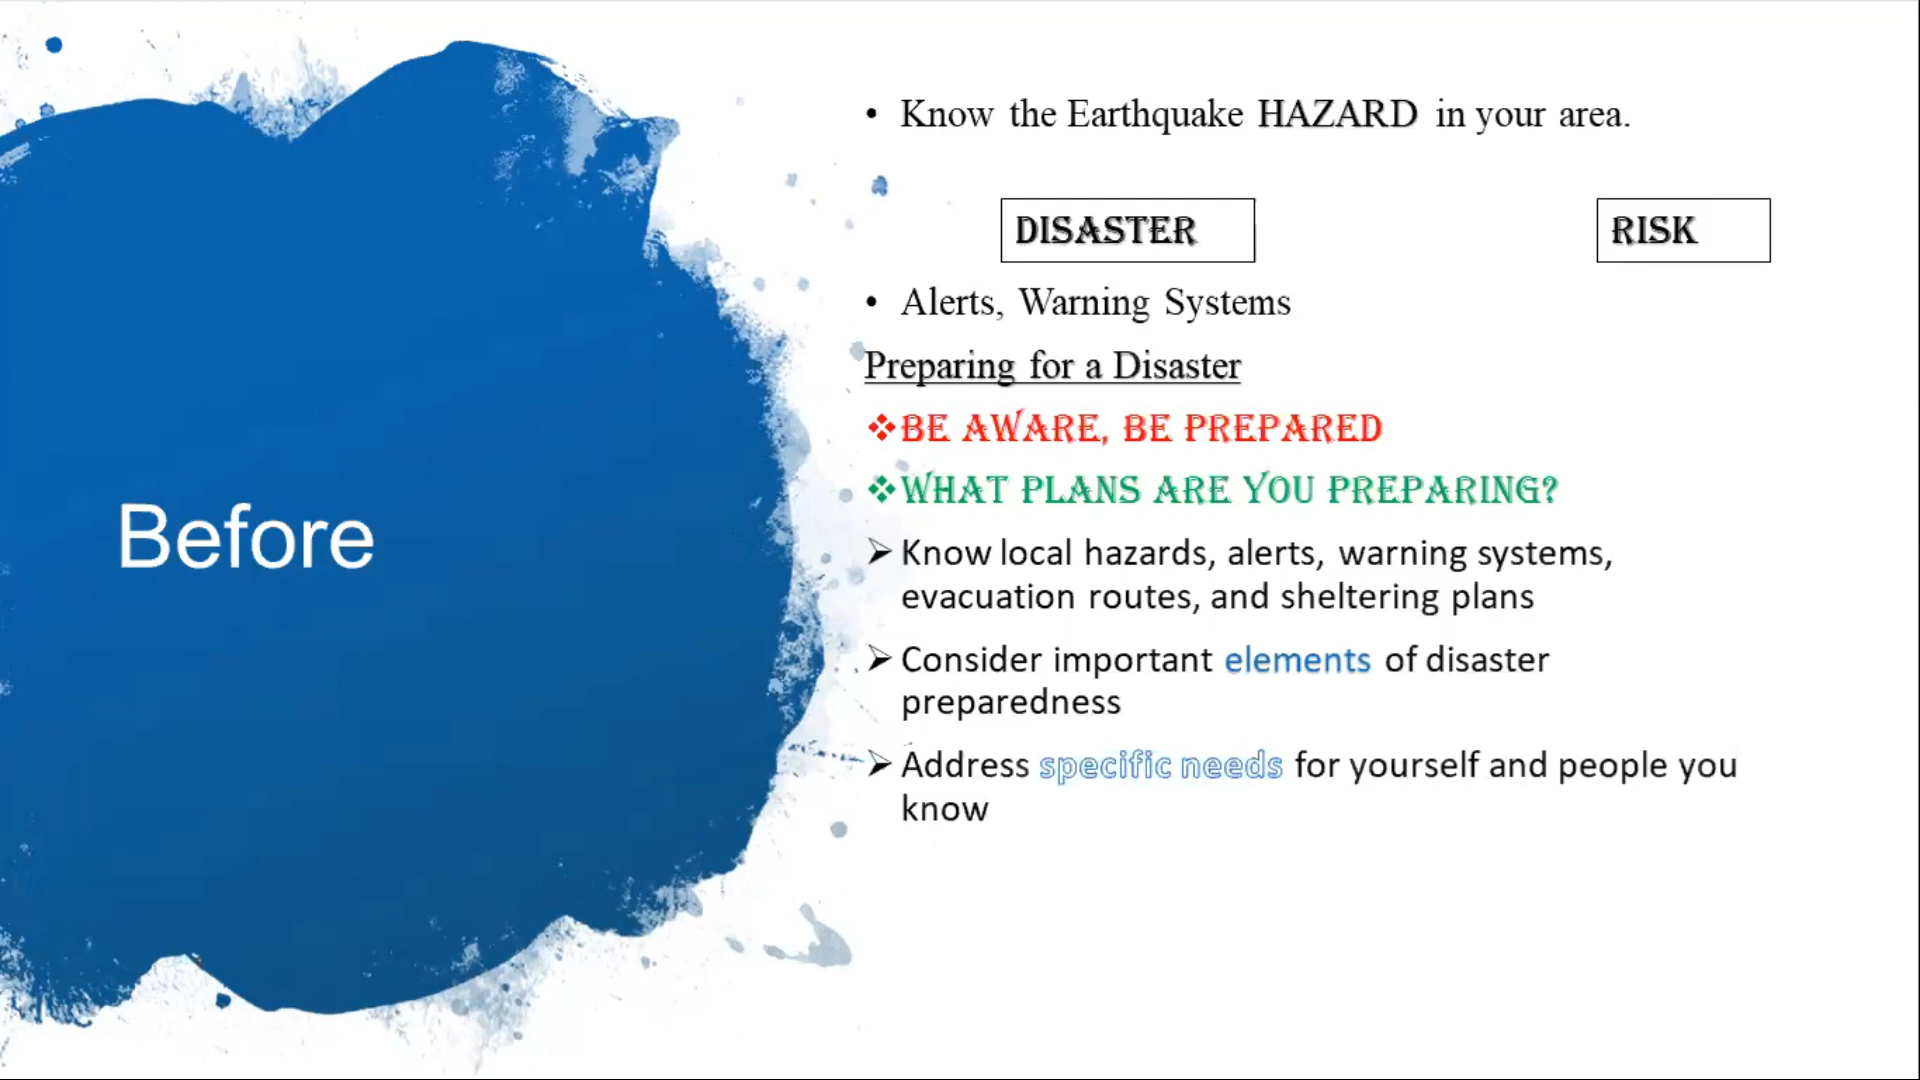 Before
• Know the Earthquake HAZARD in your area.
DISASTER RISK
• Alerts, Warning Systems
Preparing for a Disaster
❖BE AWARE, BE PREPARED
❖WHAT PLANS ARE YOU PREPARING?
➢Know local hazards, alerts, warning systems,
evacuation routes, and sheltering plans
➢Consider important elements of disaster
preparedness
➢Address specific needs for yourself and people you
know